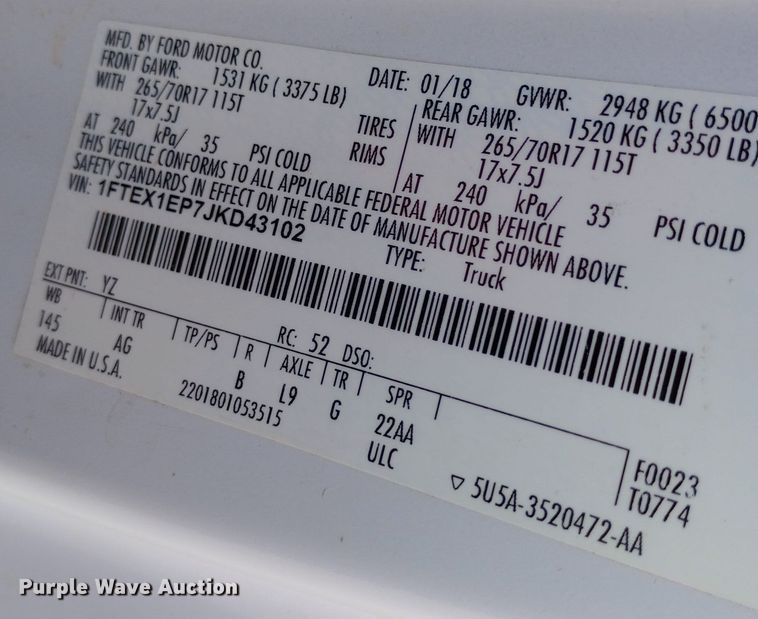 MFD. BY FORD MOTOR CO.
DATE: 01/18 GVWR: 2948 KG ( 6500
FRONT GAWR: 1531 KG ( 3375 LB) REAR GAWR: 1520 KG ( 3350 LB)
WITH 265/70R17 115T TIRES WITH 265/70R17 115T
17x7.5J RIMS 17x7.5J
AT 240 kPa/ 35 PSI COLD AT 240 kPa/ 35 PSI COLD
THIS VEHICLE CONFORMS TO ALL APPLICABLE FEDERAL MOTOR VEHICLE
SAFETY STANDARDS IN EFFECT ON THE DATE OF MANUFACTURE SHOWN ABOVE.
VIN: 1FTEX1EP7JKD43102
TYPE: Truck
EXT PNT: YZ RC: 52 DSO:
WB INT TR TP/PS R AXLE TR SPR
145 AG B L9 G 22AA
MADE IN U.S.A. 2201801053515 ULC
F0023
T0774
▽ 5U5A-3520472-AA
Purple Wave Auction